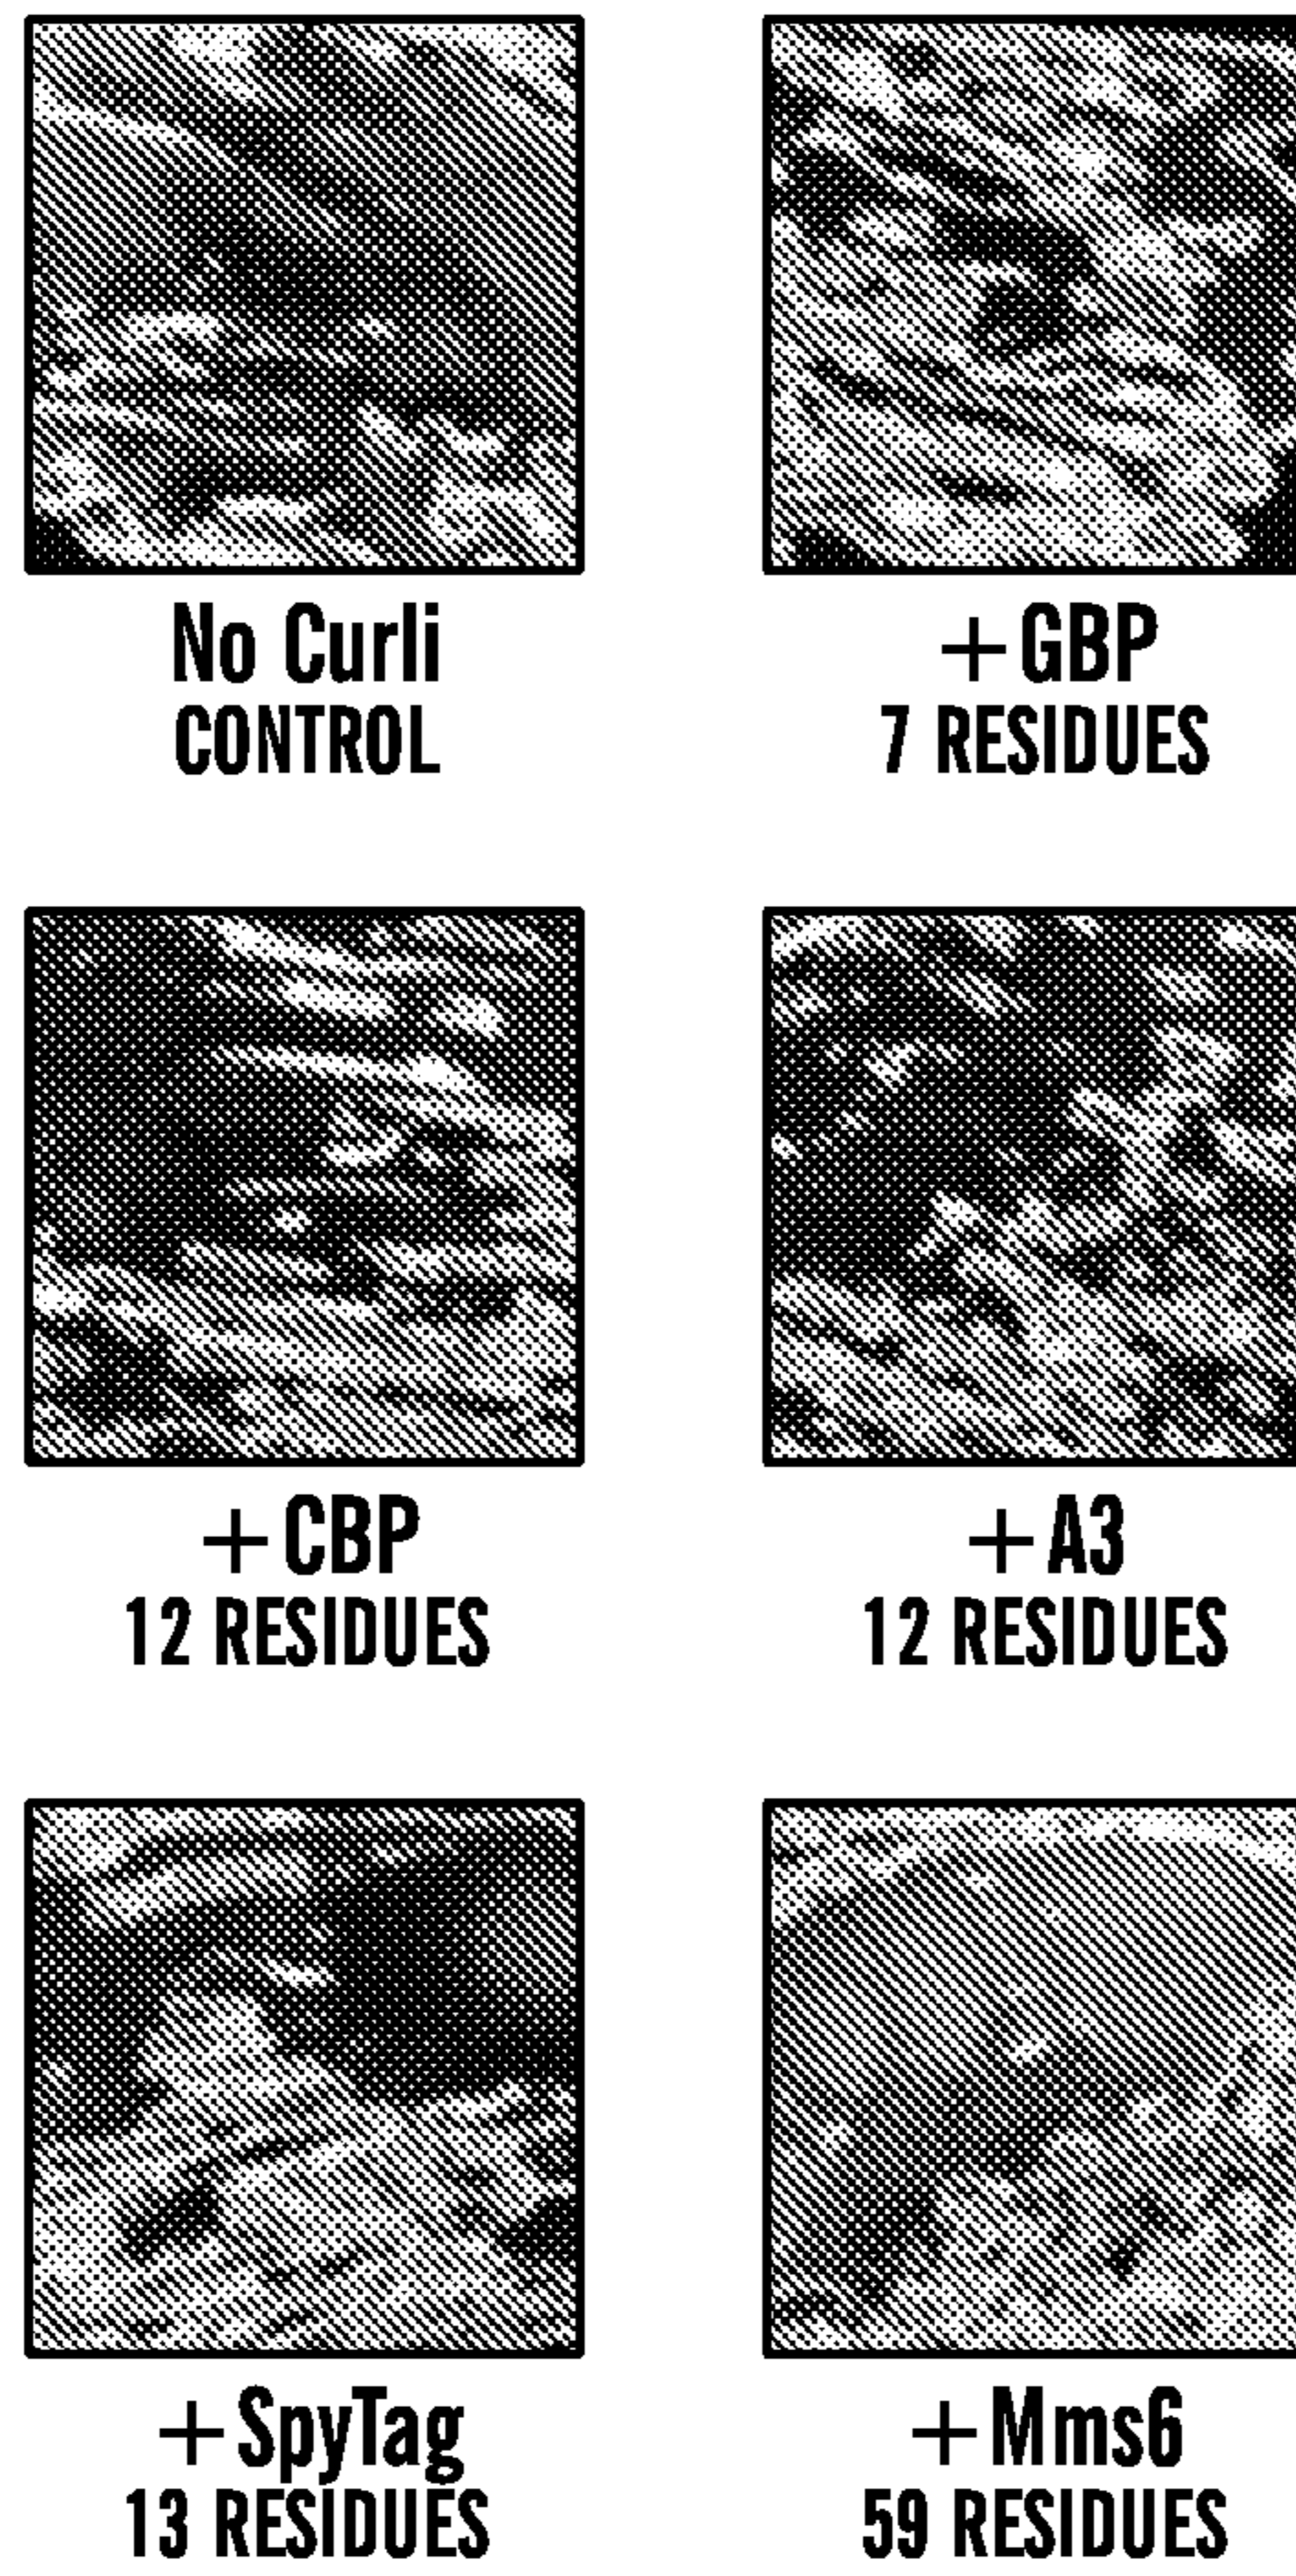 No Curli
CONTROL
+GBP
7 RESIDUES
+CBP
12 RESIDUES
+A3
12 RESIDUES
+SpyTag
13 RESIDUES
+Mms6
59 RESIDUES